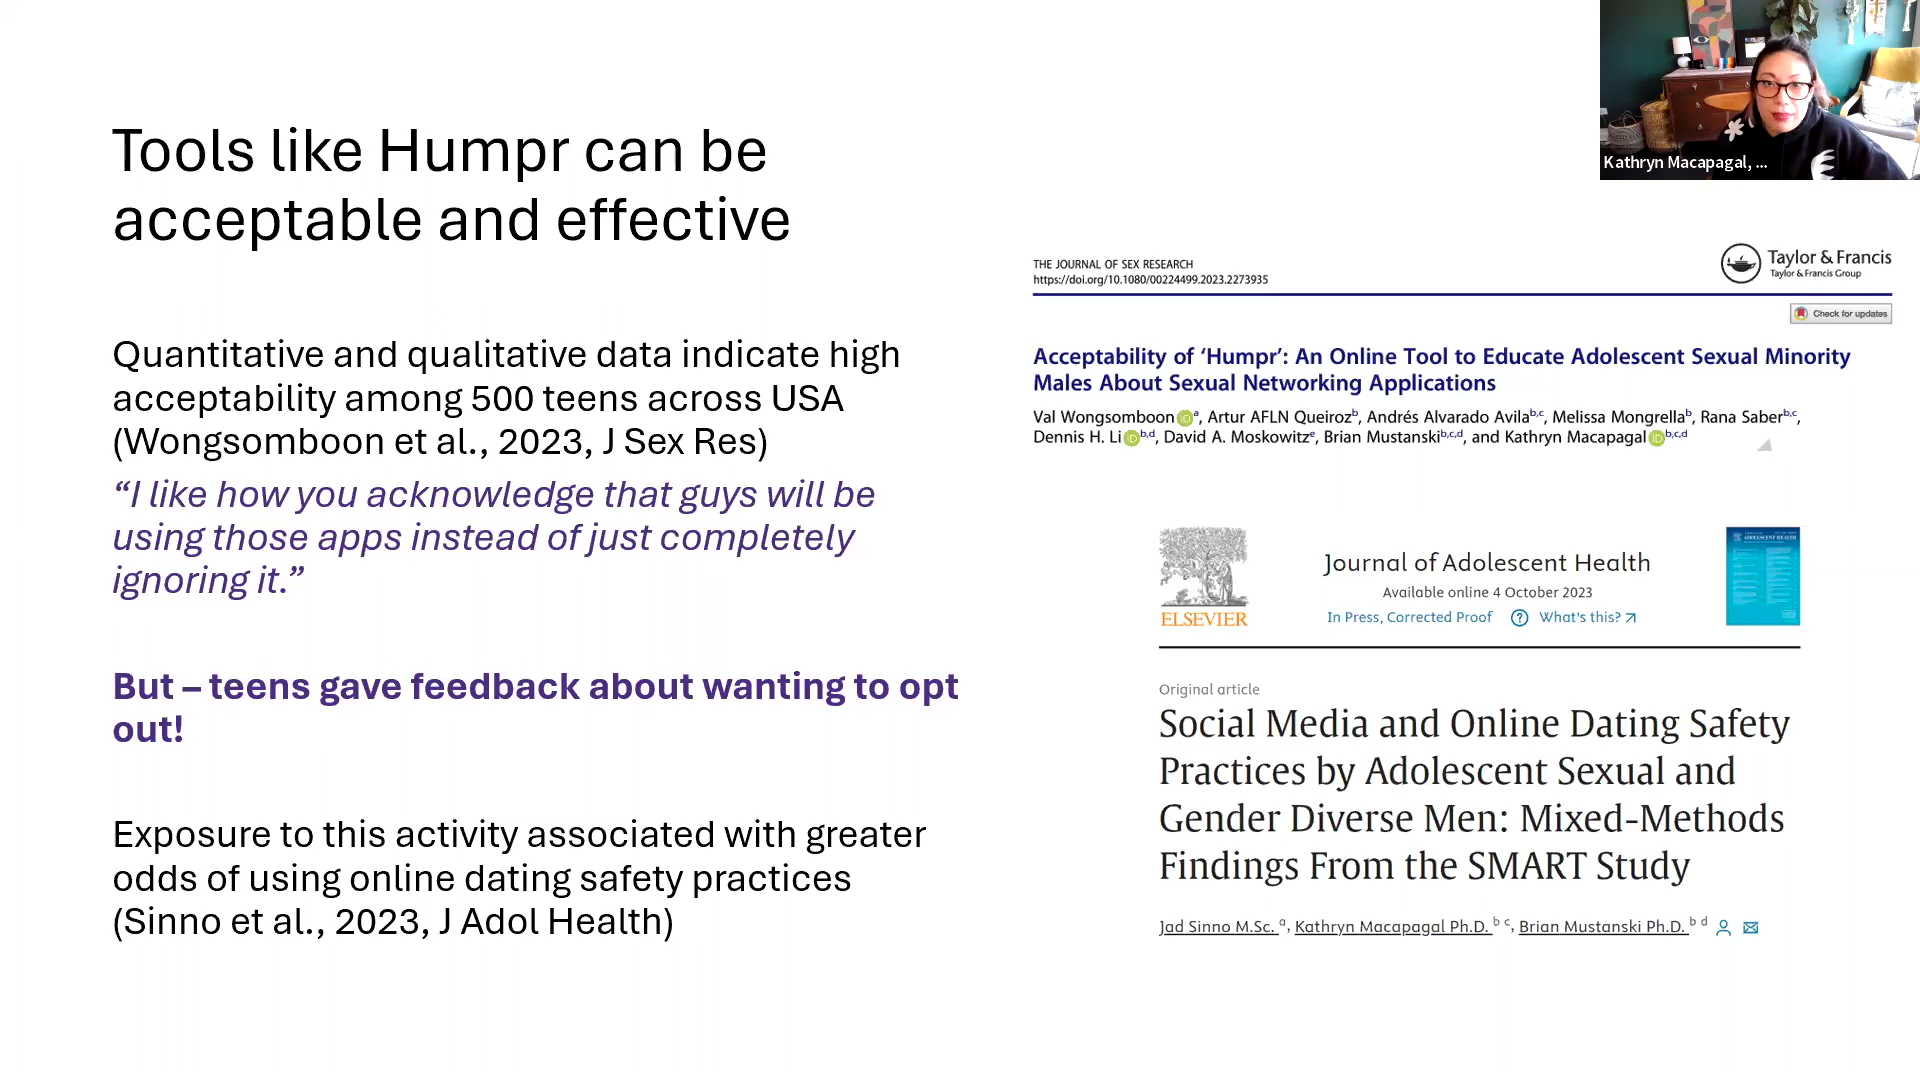 Tools like Humpr can be
acceptable and effective
Quantitative and qualitative data indicate high
acceptability among 500 teens across USA
(Wongsomboon et al., 2023, J Sex Res)
“I like how you acknowledge that guys will be
using those apps instead of just completely
ignoring it.”
But – teens gave feedback about wanting to opt
out!
Exposure to this activity associated with greater
odds of using online dating safety practices
(Sinno et al., 2023, J Adol Health)
Kathryn Macapagal, ...
THE JOURNAL OF SEX RESEARCH
https://doi.org/10.1080/00224499.2023.2273935
Taylor & Francis
Taylor & Francis Group
Check for updates
Acceptability of ‘Humpr’: An Online Tool to Educate Adolescent Sexual Minority
Males About Sexual Networking Applications
Val Wongsomboon iD a, Artur AFLN Queiroz b, Andrés Alvarado Avila b,c, Melissa Mongrella b, Rana Saber b,c,
Dennis H. Li iD b,d, David A. Moskowitz e, Brian Mustanski b,c,d, and Kathryn Macapagal iD b,c,d
ELSEVIER
Journal of Adolescent Health
Available online 4 October 2023
In Press, Corrected Proof ? What's this?
Original article
Social Media and Online Dating Safety
Practices by Adolescent Sexual and
Gender Diverse Men: Mixed-Methods
Findings From the SMART Study
Jad Sinno M.Sc. a, Kathryn Macapagal Ph.D. b c, Brian Mustanski Ph.D. b d